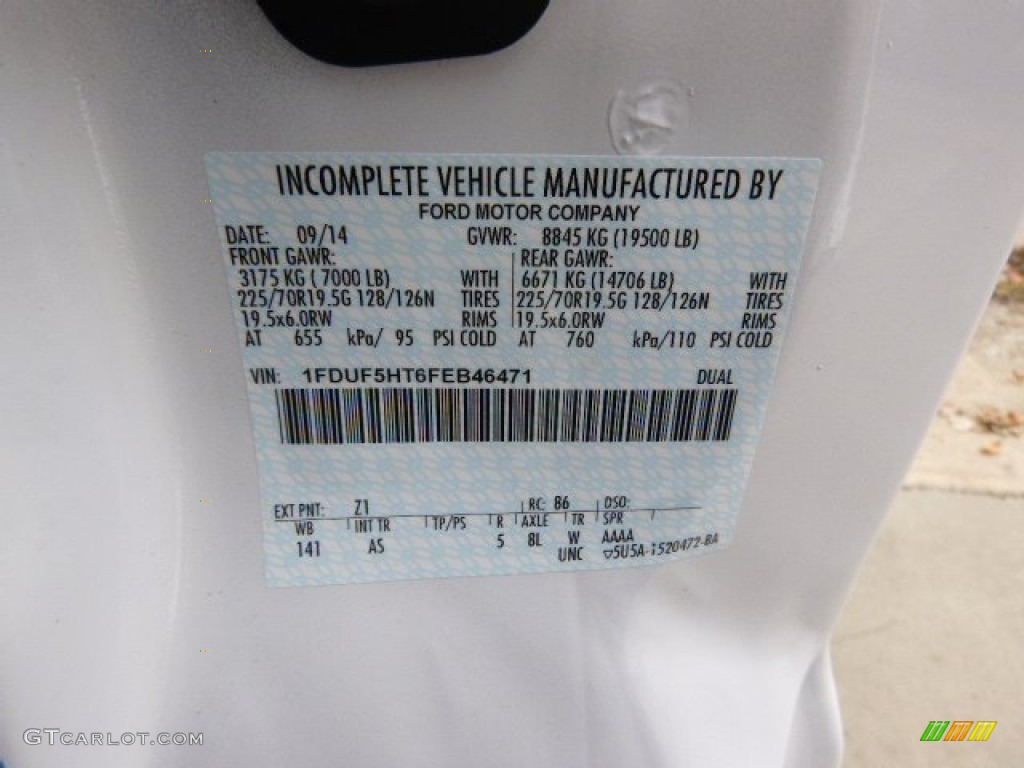 INCOMPLETE VEHICLE MANUFACTURED BY
FORD MOTOR COMPANY
DATE: 09/14 GVWR: 8845 KG (19500 LB)
FRONT GAWR: REAR GAWR:
3175 KG ( 7000 LB) WITH 6671 KG (14706 LB) WITH
225/70R19.5G 128/126N TIRES 225/70R19.5G 128/126N TIRES
19.5x6.0RW RIMS 19.5x6.0RW RIMS
AT 655 kPa/ 95 PSI COLD AT 760 kPa/110 PSI COLD
VIN: 1FDUF5HT6FEB46471 DUAL
EXT PNT: Z1 RC: 86 DSO:
WB INT TR TP/PS R AXLE TR SPR
141 AS 5 8L W AAAA
UNC ▽5U5A-1520472-BA
GTCARLOT.COM